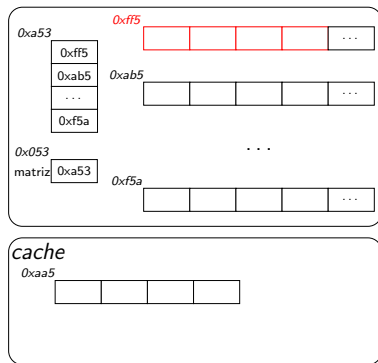 0xff5
0xa53
0xff5
...
0xab5
0xab5
...
...
0xf5a
0x053
...
matriz
0xa53
0xf5a
...
cache
0xaa5